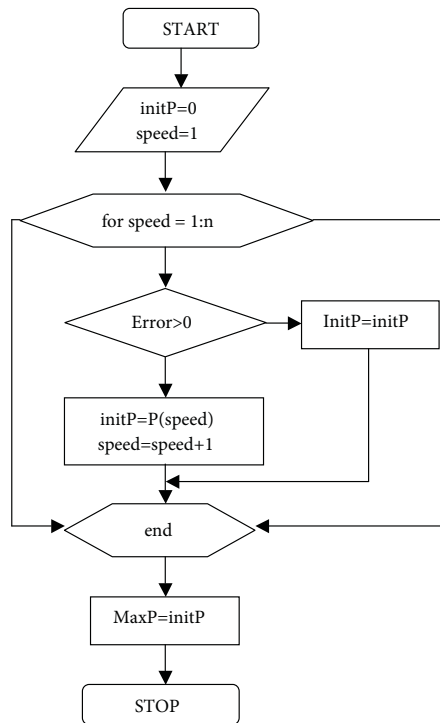 START
initP=0
speed=1
for speed = 1:n
Error>0
InitP=initP
initP=P(speed)
speed=speed+1
end
MaxP=initP
STOP